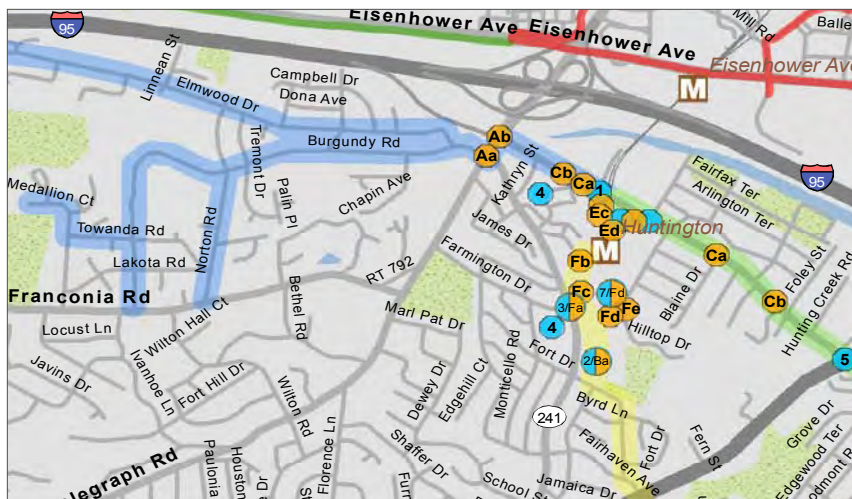 95
Eisenhower Ave Eisenhower Ave
Mill Rd
Linnean St
Campbell Dr
Dona Ave
Elmwood Dr
M
Eisenhower Ave
Burgundy Rd
Tremont Dr
Ab
Aa
Kathryn St
Cb
Ca
1
4
95
Fairfax Ter
Arlington Ter
Medallion Ct
Palin Pl
Chapin Ave
Ec
Ed
Huntington
M
James Dr
Towanda Rd
Norton Rd
Lakota Rd
Farmington Dr
Fb
Ca
Foley St
Blaine Dr
RT 792
Franconia Rd
Bethel Rd
Wilton Hall Ct
Marl Pat Dr
Fc
7/Fd
3/Fa
Fd
Fe
Cb
Hunting Creek Rd
4
Hilltop Dr
Locust Ln
Ivanhoe Ln
Javins Dr
Fort Hill Dr
Wilton Rd
Dewey Dr
Edgehill Ct
Monticello Rd
Fort Dr
2/Ba
5
241
Byrd Ln
Fairhaven Ave
Fort Dr
Fern St
Grove Dr
Edgewood Ter
Florence Ln
Shaffer Dr
School St
Jamaica Dr
Paulonia
Houston